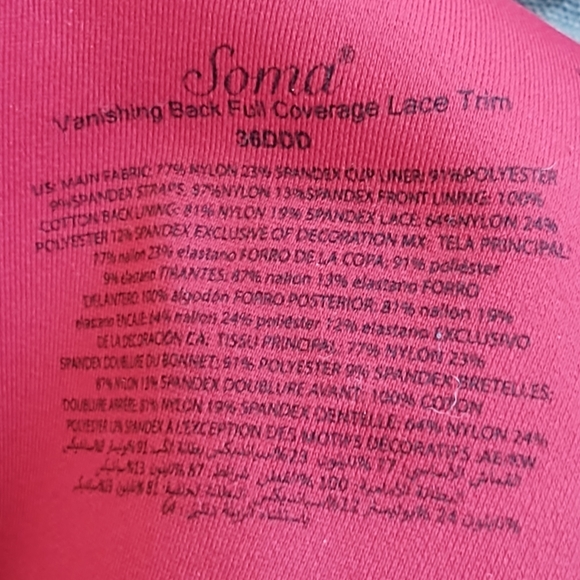 Soma®
Vanishing Back Full Coverage Lace Trim
36DDD
US: MAIN FABRIC: 77% NYLON 23% SPANDEX CUP LINER: 91%POLYESTER
9%SPANDEX STRAPS: 87%NYLON 13%SPANDEX FRONT LINING: 100%
COTTON BACK LINING: 81% NYLON 19% SPANDEX LACE: 64%NYLON 24%
POLYESTER 12% SPANDEX EXCLUSIVE OF DECORATION MX: TELA PRINCIPAL:
77% nailon 23% elastano FORRO DE LA COPA: 91% poliéster
9% elastano TIRANTES: 87% nailon 13% elastano FORRO
DELANTERO: 100% algodón FORRO POSTERIOR: 81% nailon 19%
elastano ENCAJE: 64% nailon 24% poliéster 12% elastano EXCLUSIVO
DE LA DECORACIÓN CA: TISSU PRINCIPAL: 77% NYLON 23%
SPANDEX DOUBLURE DU BONNET: 91% POLYESTER 9% SPANDEX BRETELLES:
87% NYLON 13% SPANDEX DOUBLURE AVANT: 100% COTON
DOUBLURE ARRIÈRE: 81% NYLON 19% SPANDEX DENTELLE: 64% NYLON 24%
POLYESTER 12% SPANDEX À L'EXCEPTION DES MOTIFS DÉCORATIFS